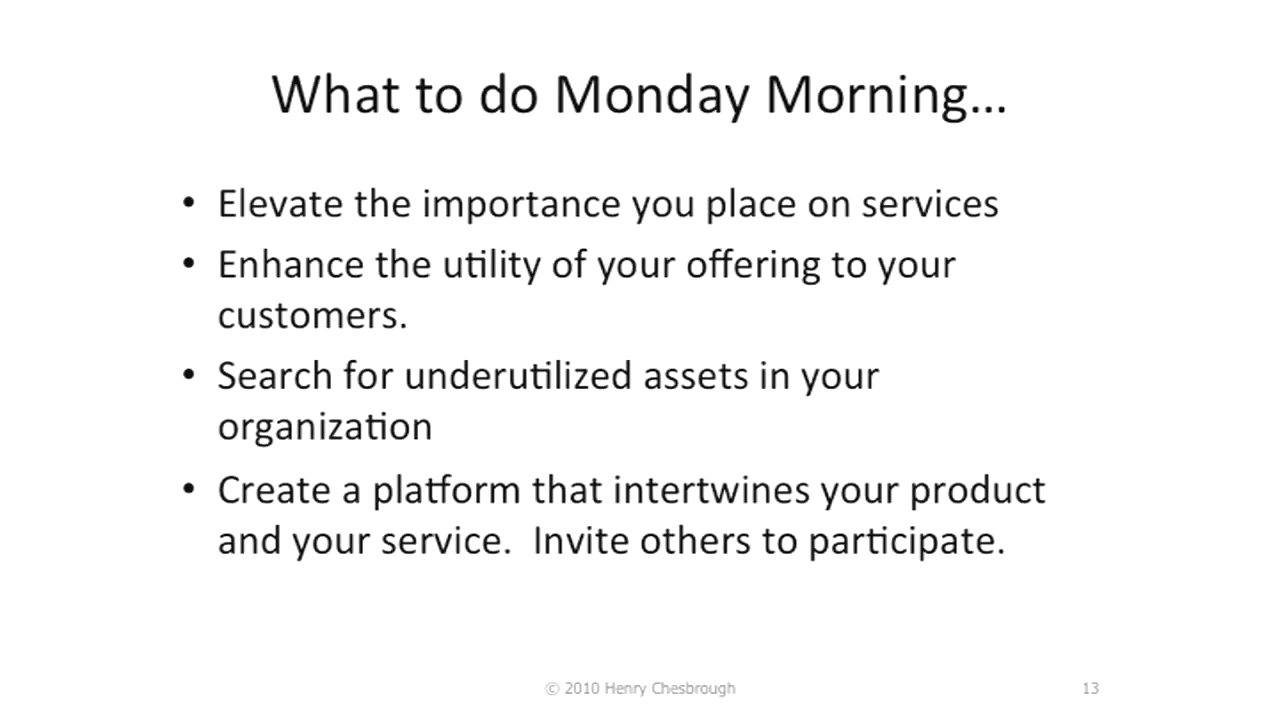 What to do Monday Morning...
• Elevate the importance you place on services
• Enhance the utility of your offering to your
customers.
• Search for underutilized assets in your
organization
• Create a platform that intertwines your product
and your service.  Invite others to participate.
© 2010 Henry Chesbrough
13